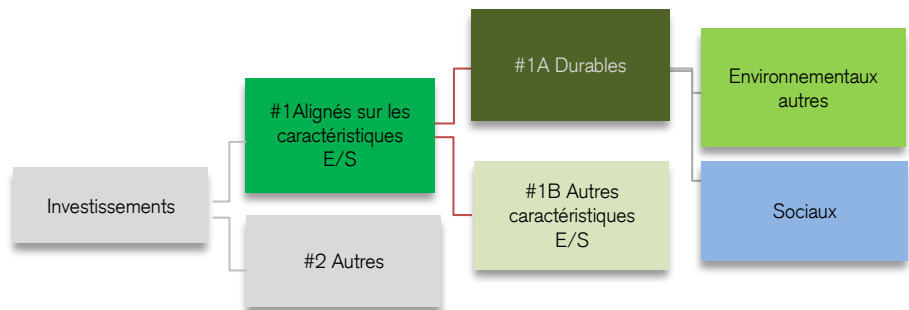 Investissements
#1Alignés sur les
caractéristiques
E/S
#2 Autres
#1A Durables
#1B Autres
caractéristiques
E/S
Environnementaux
autres
Sociaux